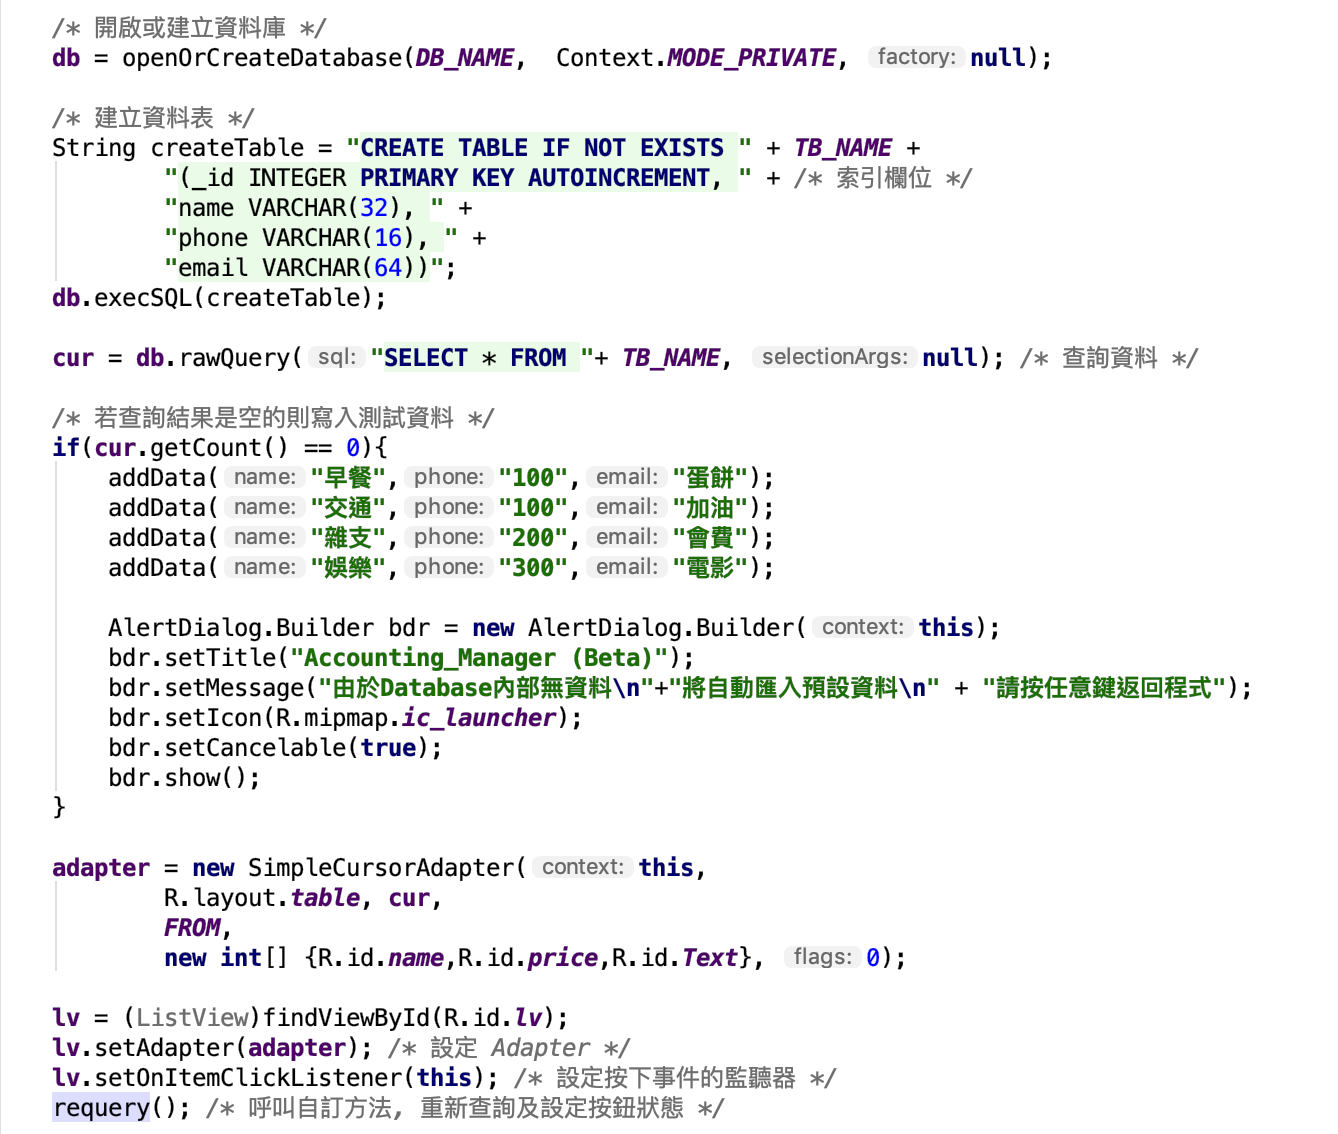 /* 開啟或建立資料庫 */
db = openOrCreateDatabase(DB_NAME,  Context.MODE_PRIVATE, factory: null);
/* 建立資料表 */
String createTable = "CREATE TABLE IF NOT EXISTS " + TB_NAME +
"(_id INTEGER PRIMARY KEY AUTOINCREMENT, " + /* 索引欄位 */
"name VARCHAR(32), " +
"phone VARCHAR(16), " +
"email VARCHAR(64))";
db.execSQL(createTable);
cur = db.rawQuery( sql: "SELECT * FROM "+ TB_NAME, selectionArgs: null); /* 查詢資料 */
/* 若查詢結果是空的則寫入測試資料 */
if(cur.getCount() == 0){
addData( name: "早餐", phone: "100", email: "蛋餅");
addData( name: "交通", phone: "100", email: "加油");
addData( name: "雜支", phone: "200", email: "會費");
addData( name: "娛樂", phone: "300", email: "電影");
AlertDialog.Builder bdr = new AlertDialog.Builder( context: this);
bdr.setTitle("Accounting_Manager (Beta)");
bdr.setMessage("由於Database內部無資料\n"+"將自動匯入預設資料\n" + "請按任意鍵返回程式");
bdr.setIcon(R.mipmap.ic_launcher);
bdr.setCancelable(true);
bdr.show();
}
adapter = new SimpleCursorAdapter( context: this,
R.layout.table, cur,
FROM,
new int[] {R.id.name,R.id.price,R.id.Text}, flags: 0);
lv = (ListView)findViewById(R.id.lv);
lv.setAdapter(adapter); /* 設定 Adapter */
lv.setOnItemClickListener(this); /* 設定按下事件的監聽器 */
requery(); /* 呼叫自訂方法, 重新查詢及設定按鈕狀態 */